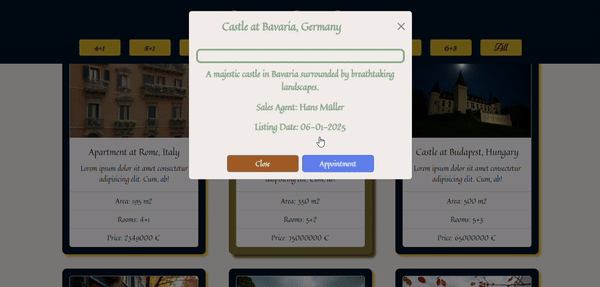 Castle at Bavaria, Germany
A majestic castle in Bavaria surrounded by breathtaking
landscapes.
Sales Agent: Hans Müller
Listing Date: 06-01-2025
Close
Appointment
4+1
5+1
6+2
All
Apartment at Rome, Italy
Lorem ipsum dolor sit amet consectetur
adipisicing elit. Cum, ab!
Area: 195 m2
Rooms: 4+1
Price: 2349000 €
Area: 350 m2
Rooms: 5+2
Price: 15000000 €
Castle at Budapest, Hungary
Lorem ipsum dolor sit amet consectetur
adipisicing elit. Cum, ab!
Area: 500 m2
Rooms: 5+3
Price: 65000000 €